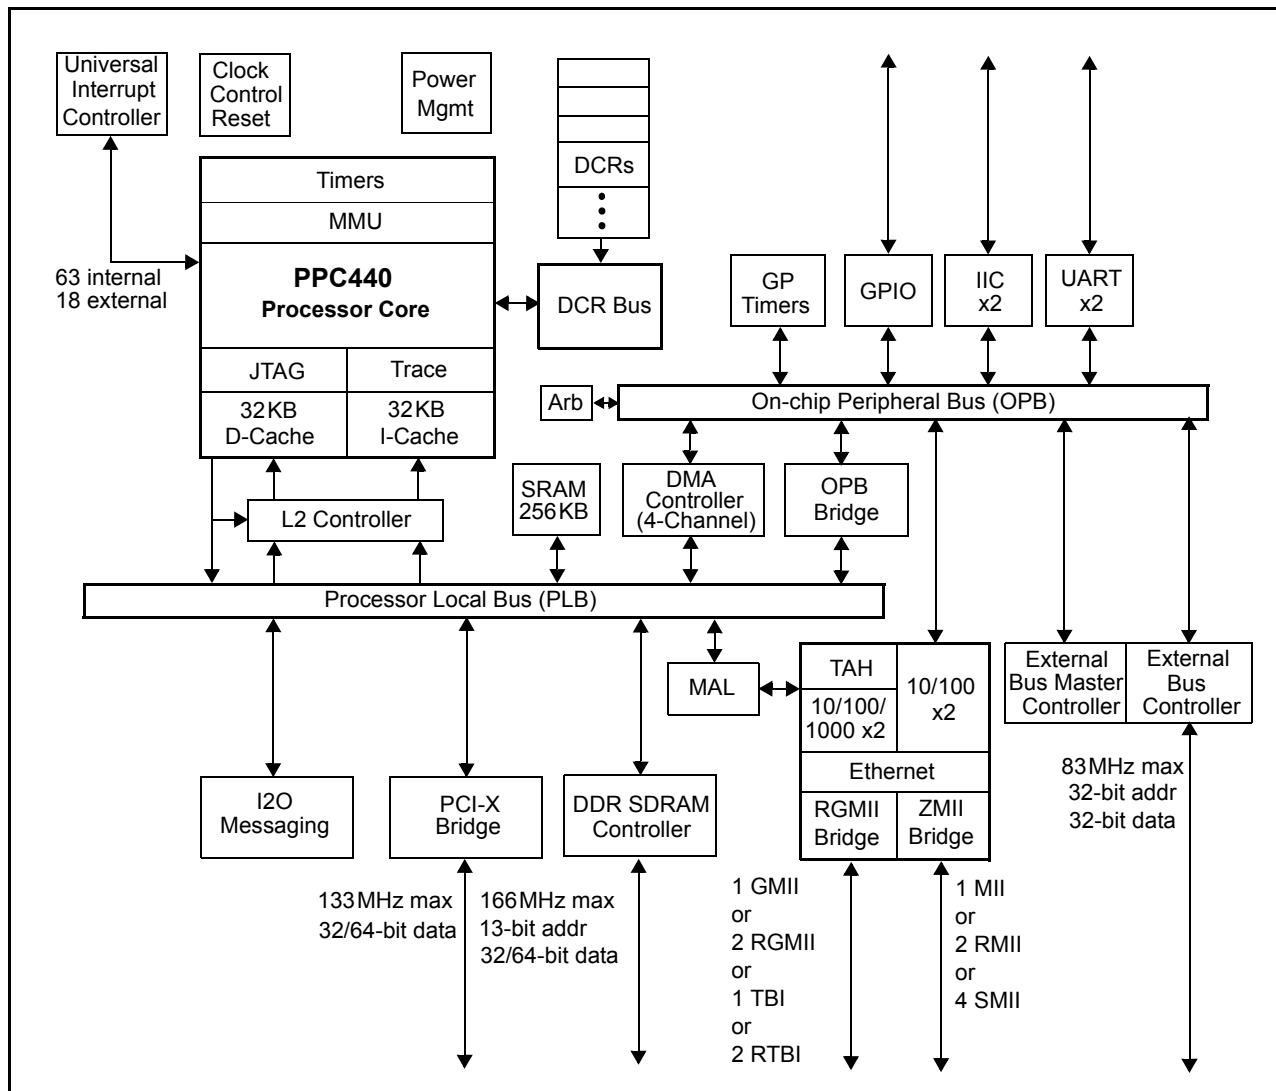 Universal
Interrupt
Controller
Clock
Control
Reset
Power
Mgmt
DCRs
Timers
MMU
PPC440
Processor Core
63 internal
18 external
DCR Bus
GP
Timers
GPIO
IIC
x2
UART
x2
JTAG
Trace
32KB
D-Cache
32KB
I-Cache
Arb
On-chip Peripheral Bus (OPB)
L2 Controller
SRAM
256KB
DMA
Controller
(4-Channel)
OPB
Bridge
Processor Local Bus (PLB)
MAL
TAH
10/100/
1000 x2
10/100
x2
Ethernet
RGMII
Bridge
ZMII
Bridge
External
Bus Master
Controller
External
Bus
Controller
I2O
Messaging
PCI-X
Bridge
DDR SDRAM
Controller
83MHz max
32-bit addr
32-bit data
133MHz max
32/64-bit data
166MHz max
13-bit addr
32/64-bit data
1 GMII
or
2 RGMII
or
1 TBI
or
2 RTBI
1 MII
or
2 RMII
or
4 SMII